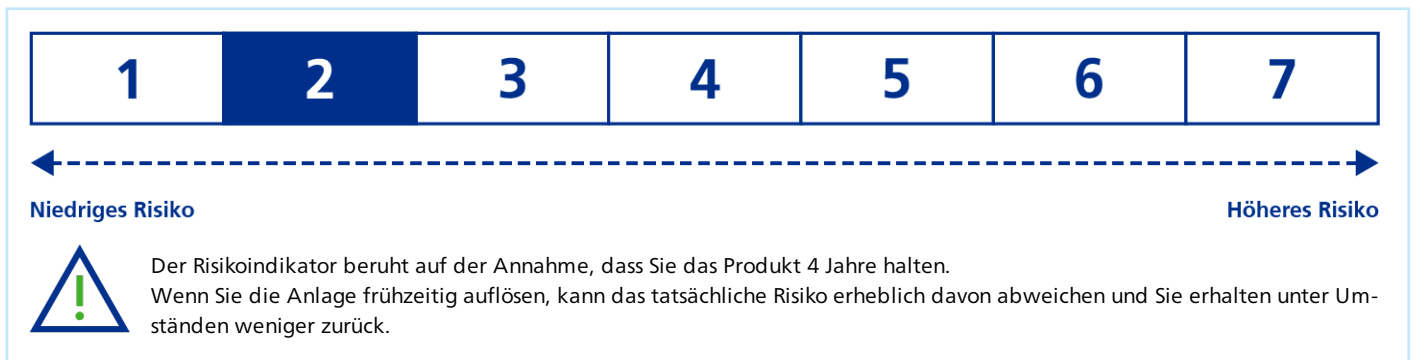 1 2 3 4 5 6 7
Niedriges Risiko Höheres Risiko
Der Risikoindikator beruht auf der Annahme, dass Sie das Produkt 4 Jahre halten.
Wenn Sie die Anlage frühzeitig auflösen, kann das tatsächliche Risiko erheblich davon abweichen und Sie erhalten unter Um-
ständen weniger zurück.